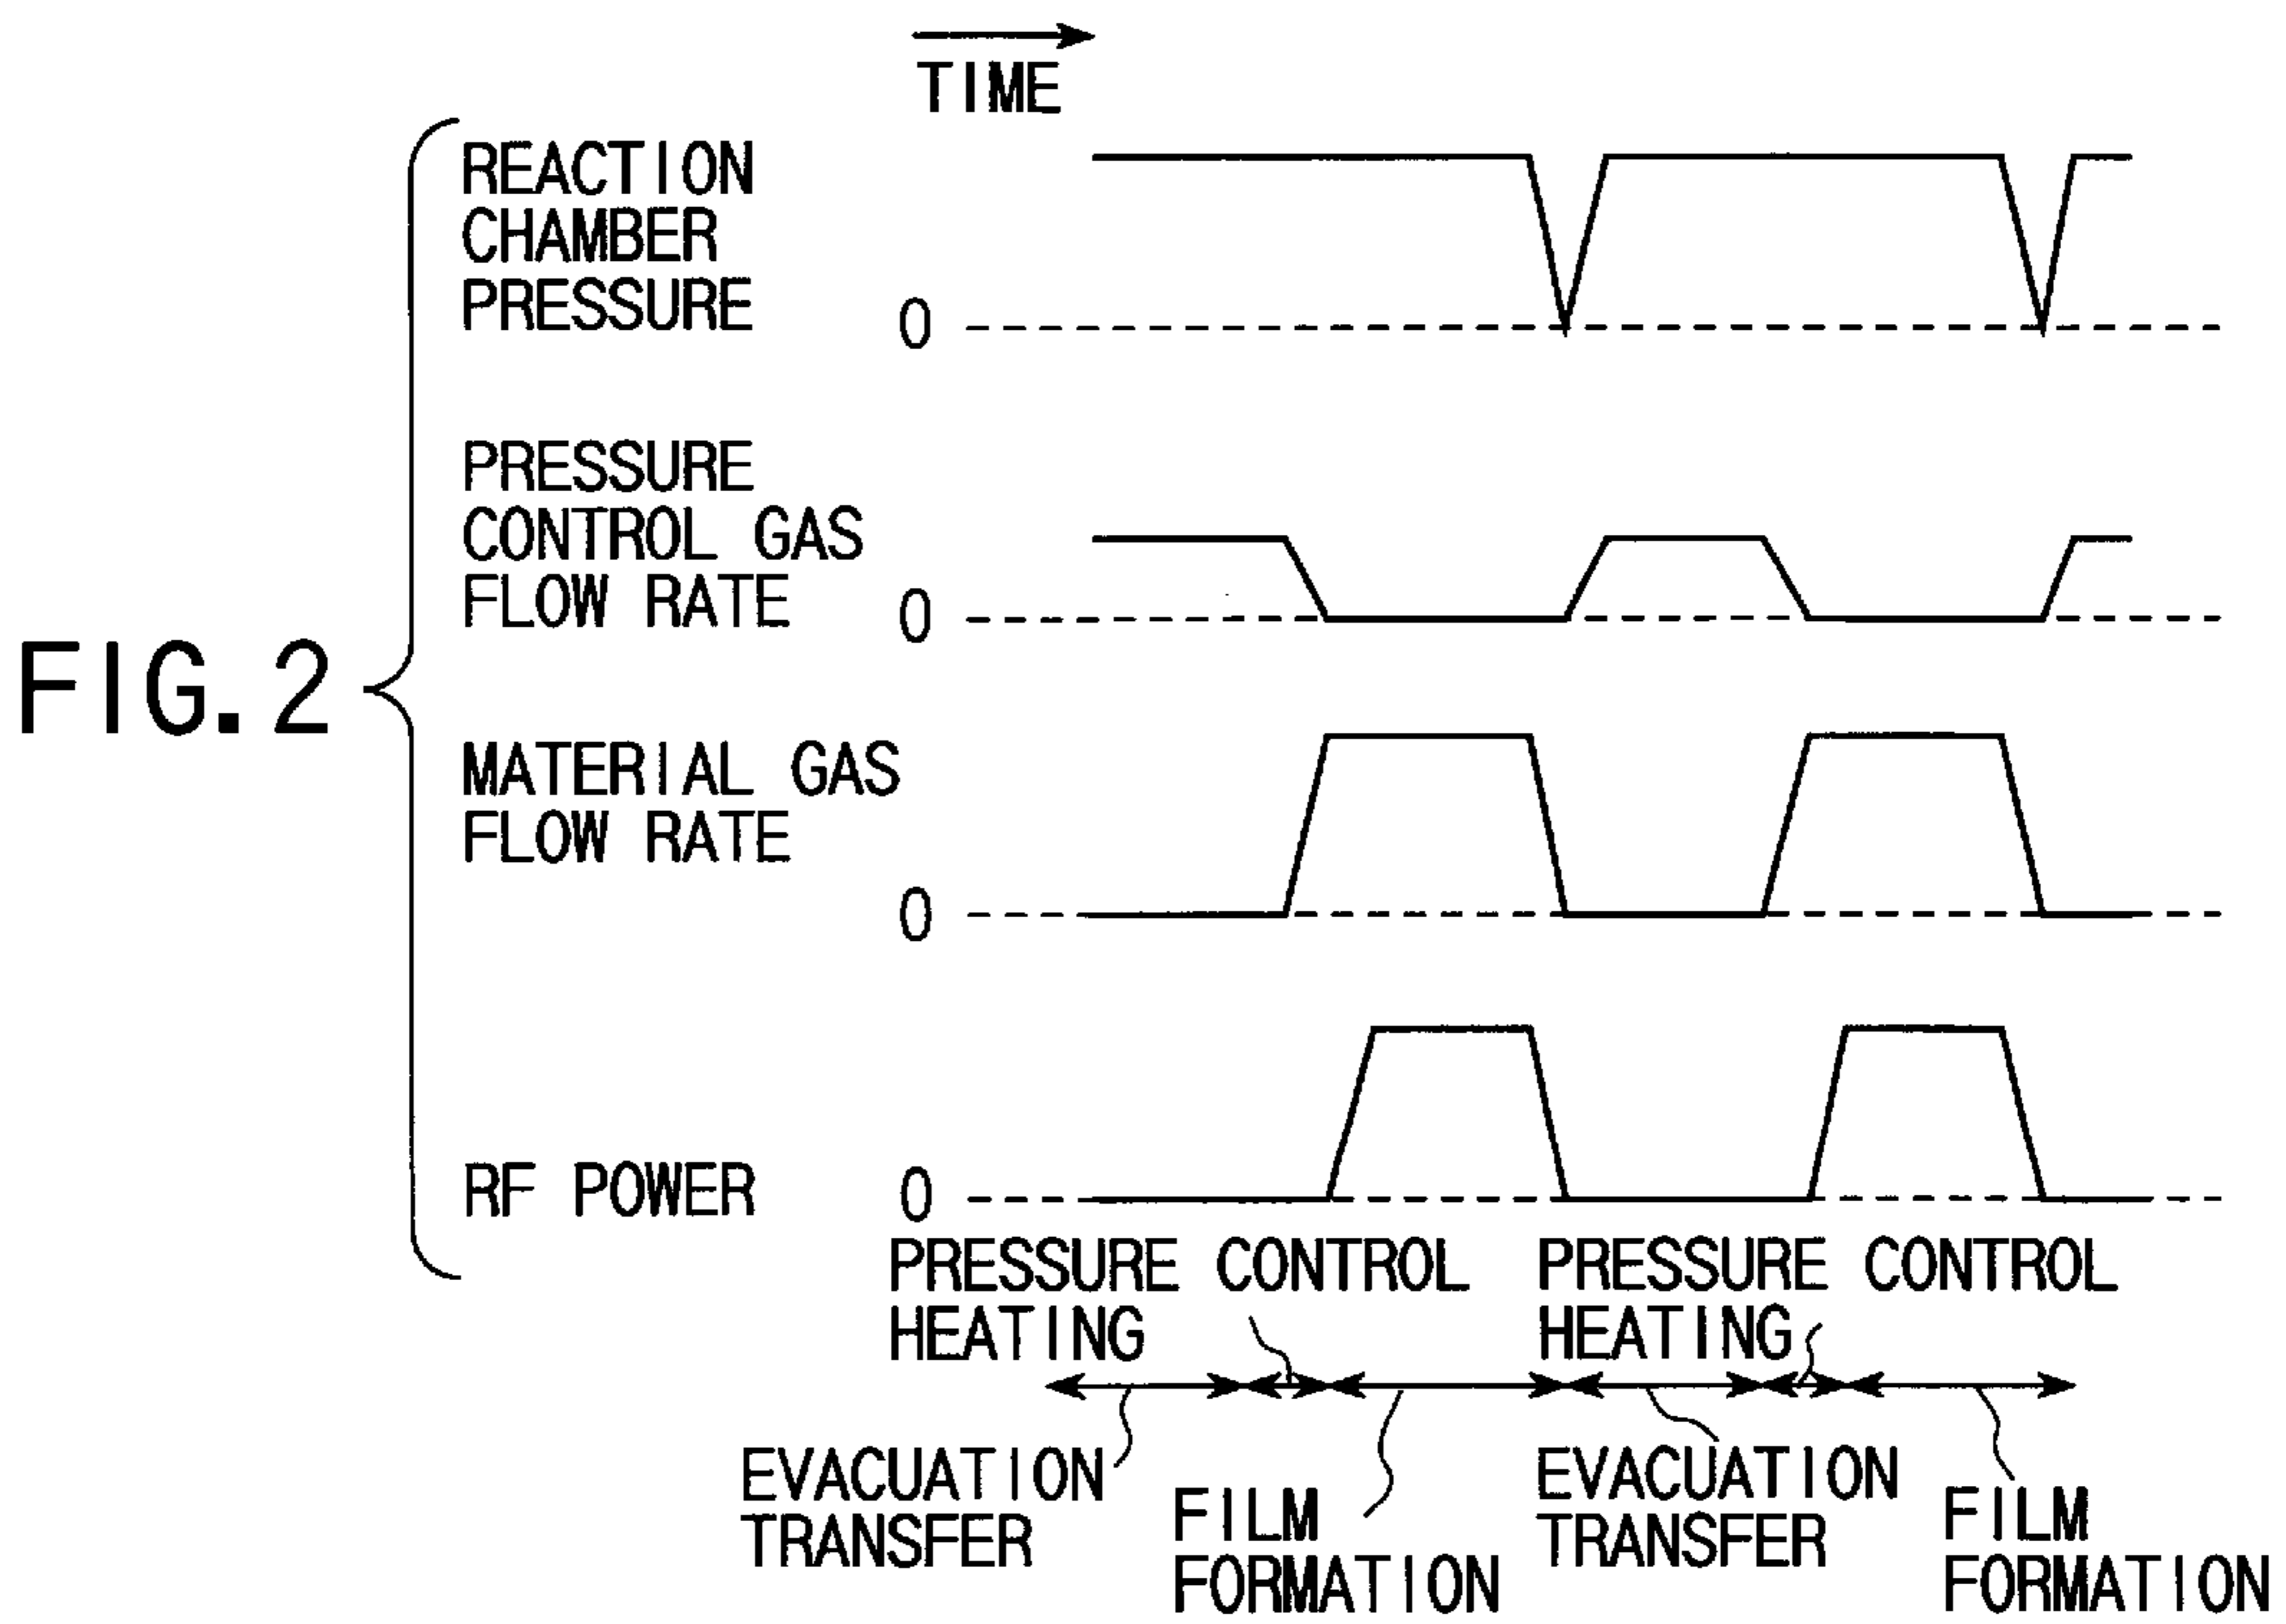 TIME
REACTION
CHAMBER
PRESSURE
0
PRESSURE
CONTROL GAS
FLOW RATE
0
FIG. 2
MATERIAL GAS
FLOW RATE
0
RF POWER
0
PRESSURE CONTROL
HEATING
PRESSURE CONTROL
HEATING
EVACUATION
TRANSFER
FILM
FORMATION
EVACUATION
TRANSFER
FILM
FORMATION